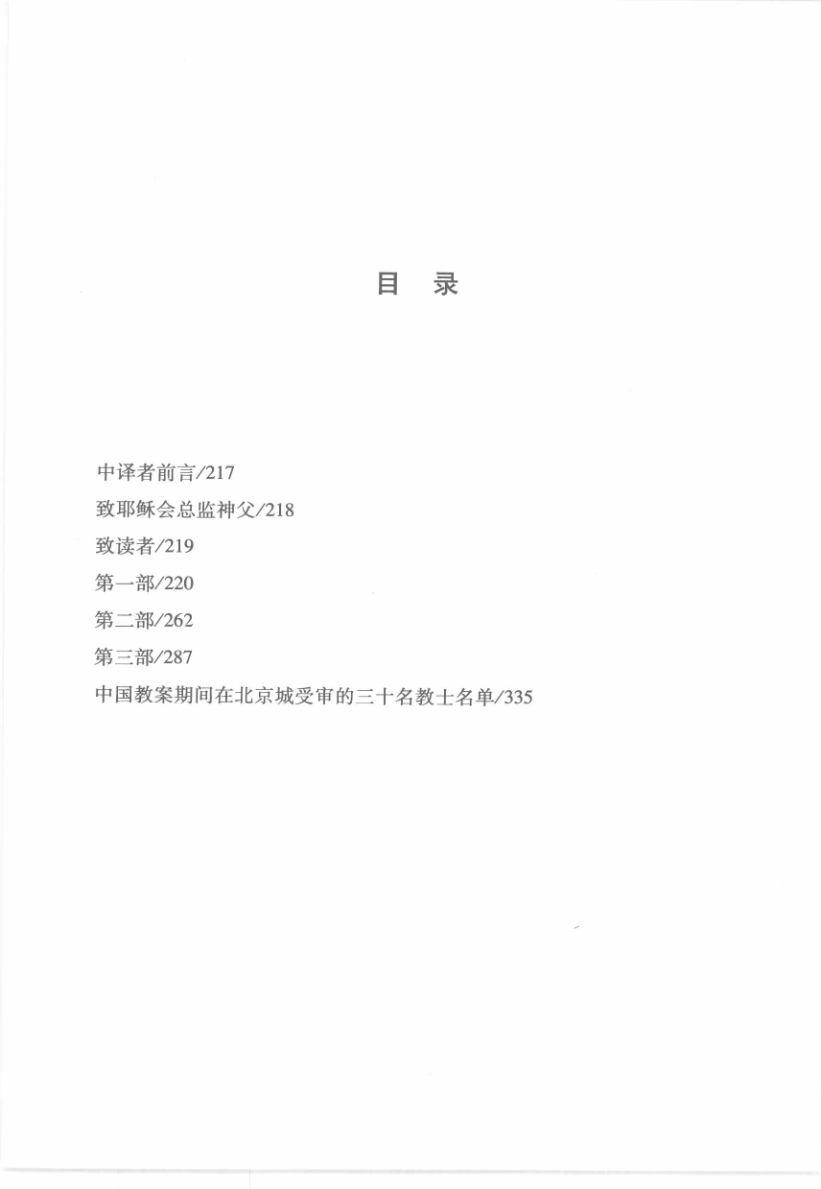 目 录
中译者前言/217
致耶稣会总监神父/218
致读者/219
第一部/220
第二部/262
第三部/287
中国教案期间在北京城受审的三十名教士名单/335